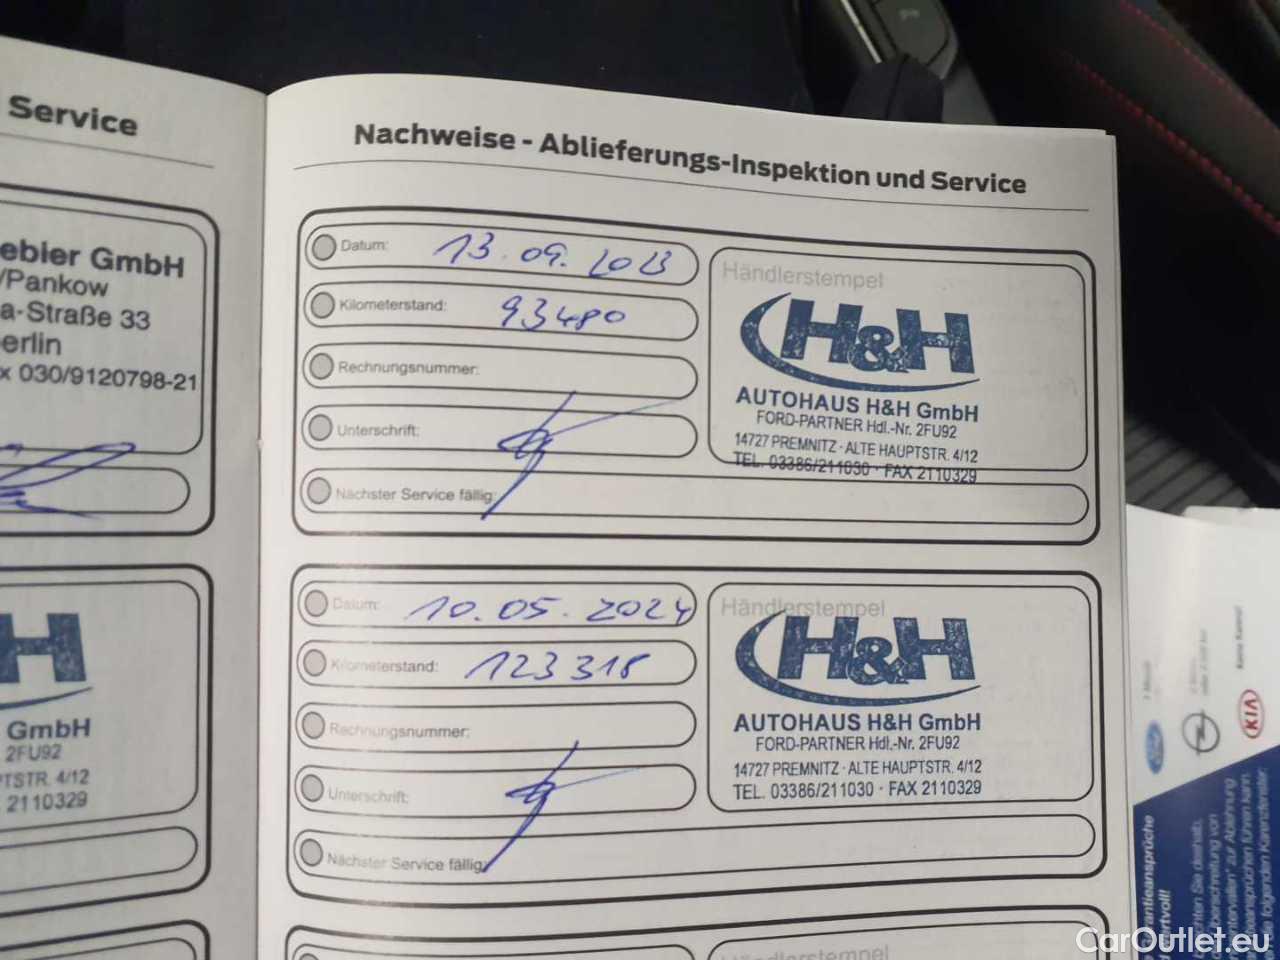 Service
ebler GmbH
/Pankow
a-Straße 33
erlin
x 030/9120798-21
H
GmbH
2FU92
TSTR. 4/12
2110329
Nachweise - Ablieferungs-Inspektion und Service
Datum: 13.09.2023
Kilometerstand: 93480
Rechnungsnummer:
Unterschrift:
Nächster Service fällig:
Händlerstempel
H&H
AUTOHAUS H&H GmbH
FORD-PARTNER Hdl.-Nr. 2FU92
14727 PREMNITZ · ALTE HAUPTSTR. 4/12
TEL. 03386/211030 · FAX 2110329
Datum: 10.05.2024
Kilometerstand: 123318
Rechnungsnummer:
Unterschrift:
Nächster Service fällig:
Händlerstempel
H&H
AUTOHAUS H&H GmbH
FORD-PARTNER Hdl.-Nr. 2FU92
14727 PREMNITZ · ALTE HAUPTSTR. 4/12
TEL. 03386/211030 · FAX 2110329
Händlerstempel
Ford
KIA
CarOutlet.eu